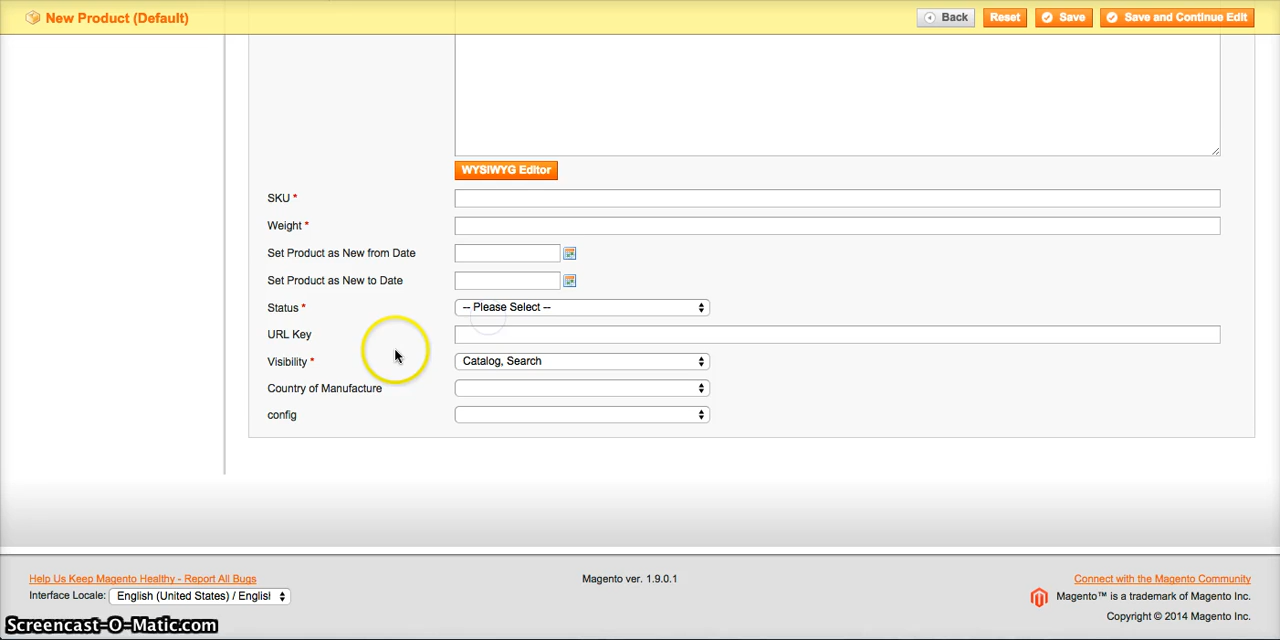 New Product (Default)
Back
Reset
Save
Save and Continue Edit
WYSIWYG Editor
SKU *
Weight *
Set Product as New from Date
Set Product as New to Date
Status * -- Please Select --
URL Key
Visibility * Catalog, Search
Country of Manufacture
config
Help Us Keep Magento Healthy - Report All Bugs
Magento ver. 1.9.0.1
Connect with the Magento Community
Interface Locale: English (United States) / Englisl
Magento™ is a trademark of Magento Inc.
Copyright © 2014 Magento Inc.
Screencast-O-Matic.com